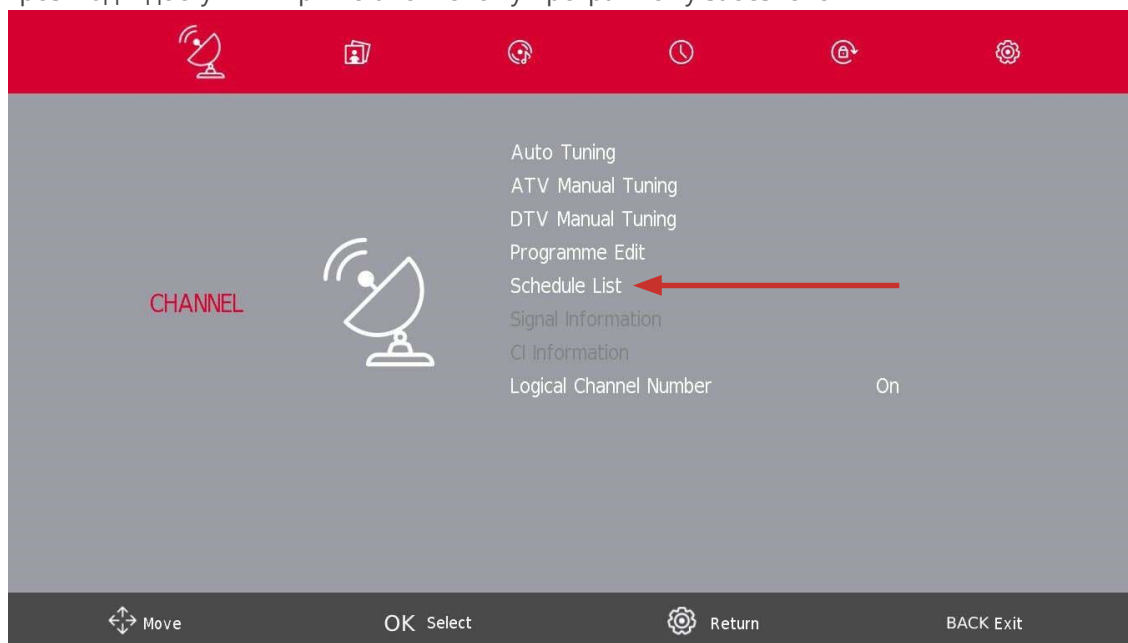 Auto Tuning
ATV Manual Tuning
DTV Manual Tuning
Programme Edit
Schedule List
CHANNEL
Signal Information
CI Information
Logical Channel Number On
Move OK Select Return BACK Exit